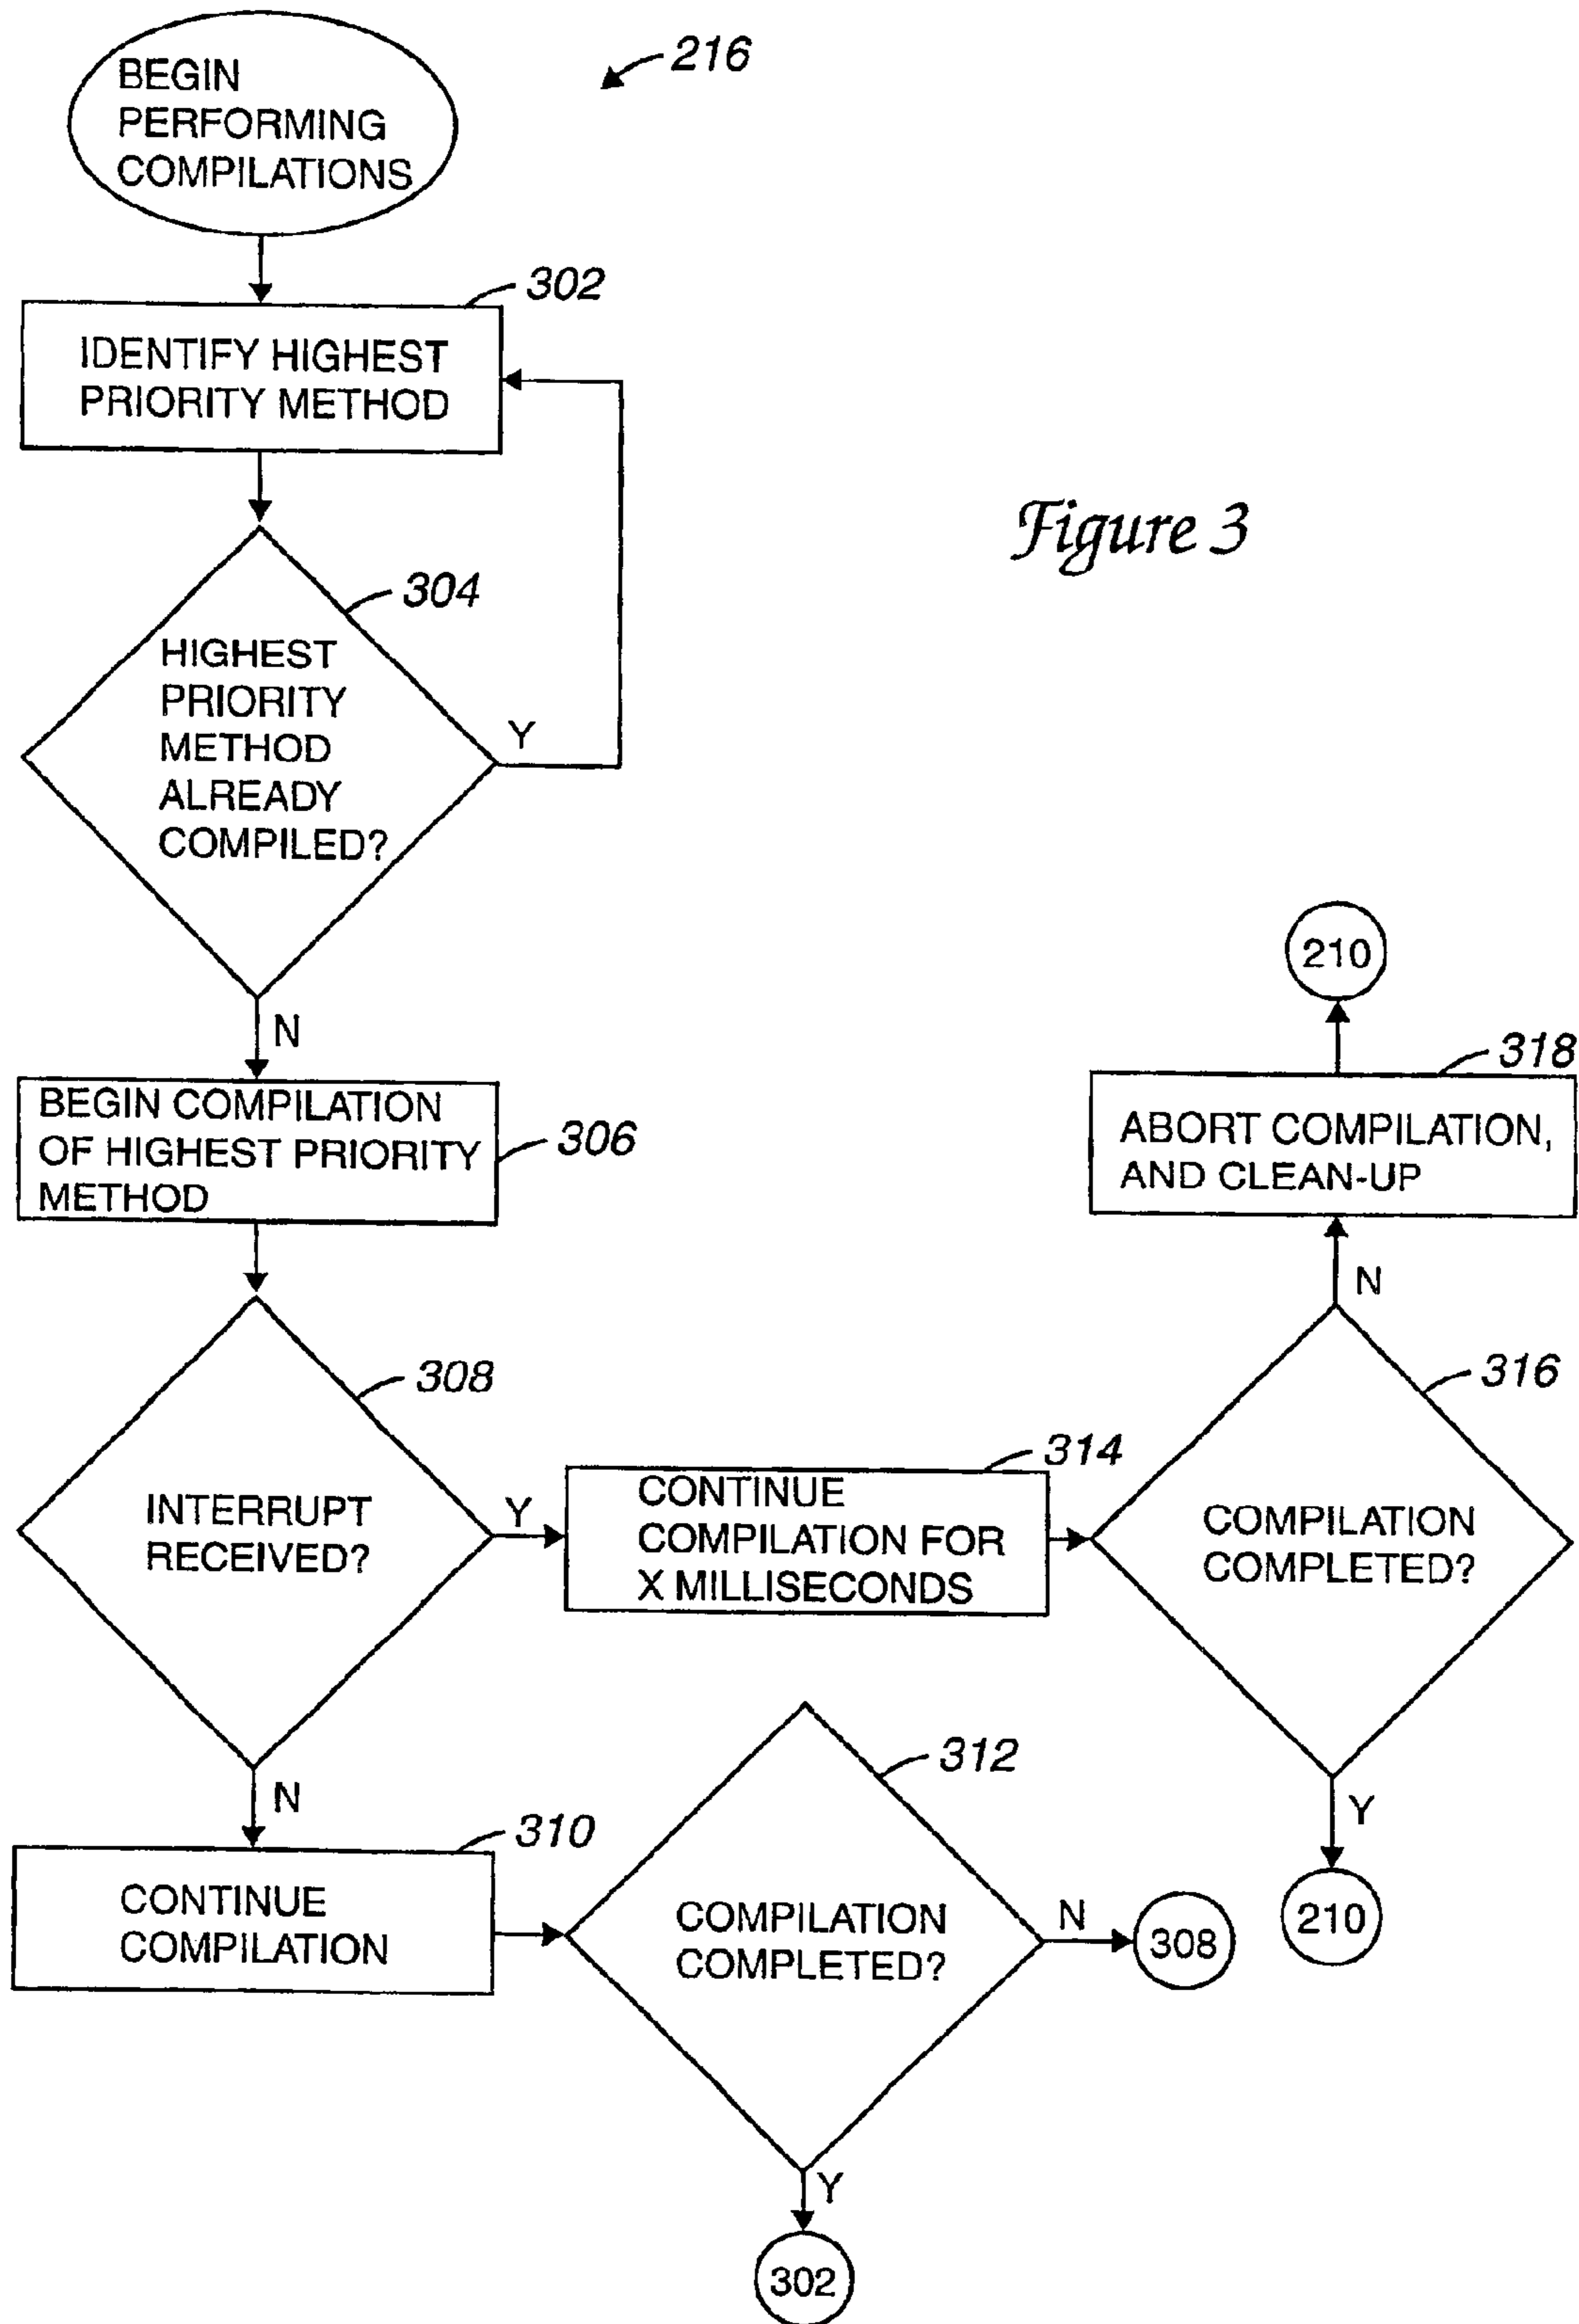 BEGIN
PERFORMING
COMPILATIONS
216
302
IDENTIFY HIGHEST
PRIORITY METHOD
Figure 3
304
HIGHEST
PRIORITY
METHOD
ALREADY
COMPILED?
Y
N
210
318
ABORT COMPILATION,
AND CLEAN-UP
BEGIN COMPILATION
OF HIGHEST PRIORITY
METHOD
306
N
308
316
INTERRUPT
RECEIVED?
Y
314
CONTINUE
COMPILATION FOR
X MILLISECONDS
COMPILATION
COMPLETED?
N
312
Y
310
CONTINUE
COMPILATION
COMPILATION
COMPLETED?
N
308
210
Y
302